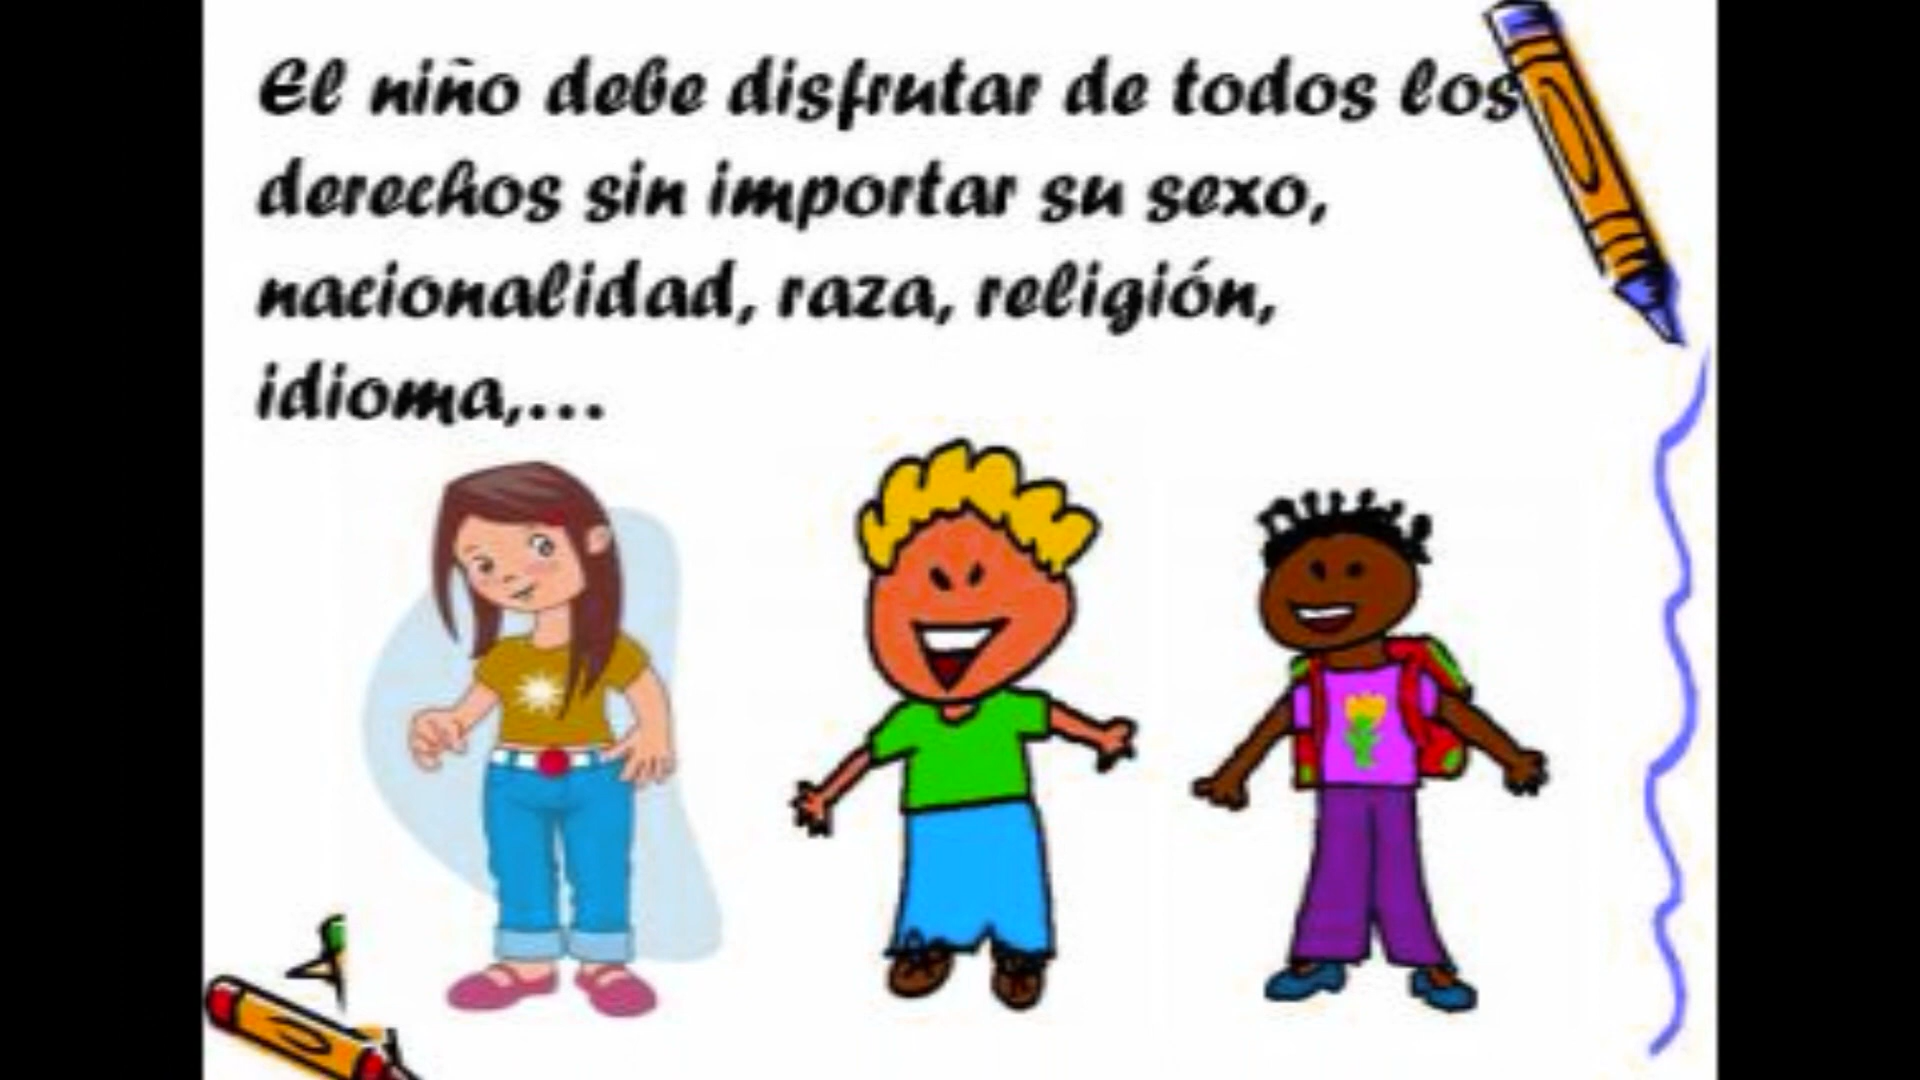 El niño debe disfrutar de todos los
derechos sin importar su sexo,
nacionalidad, raza, religión,
idioma,...